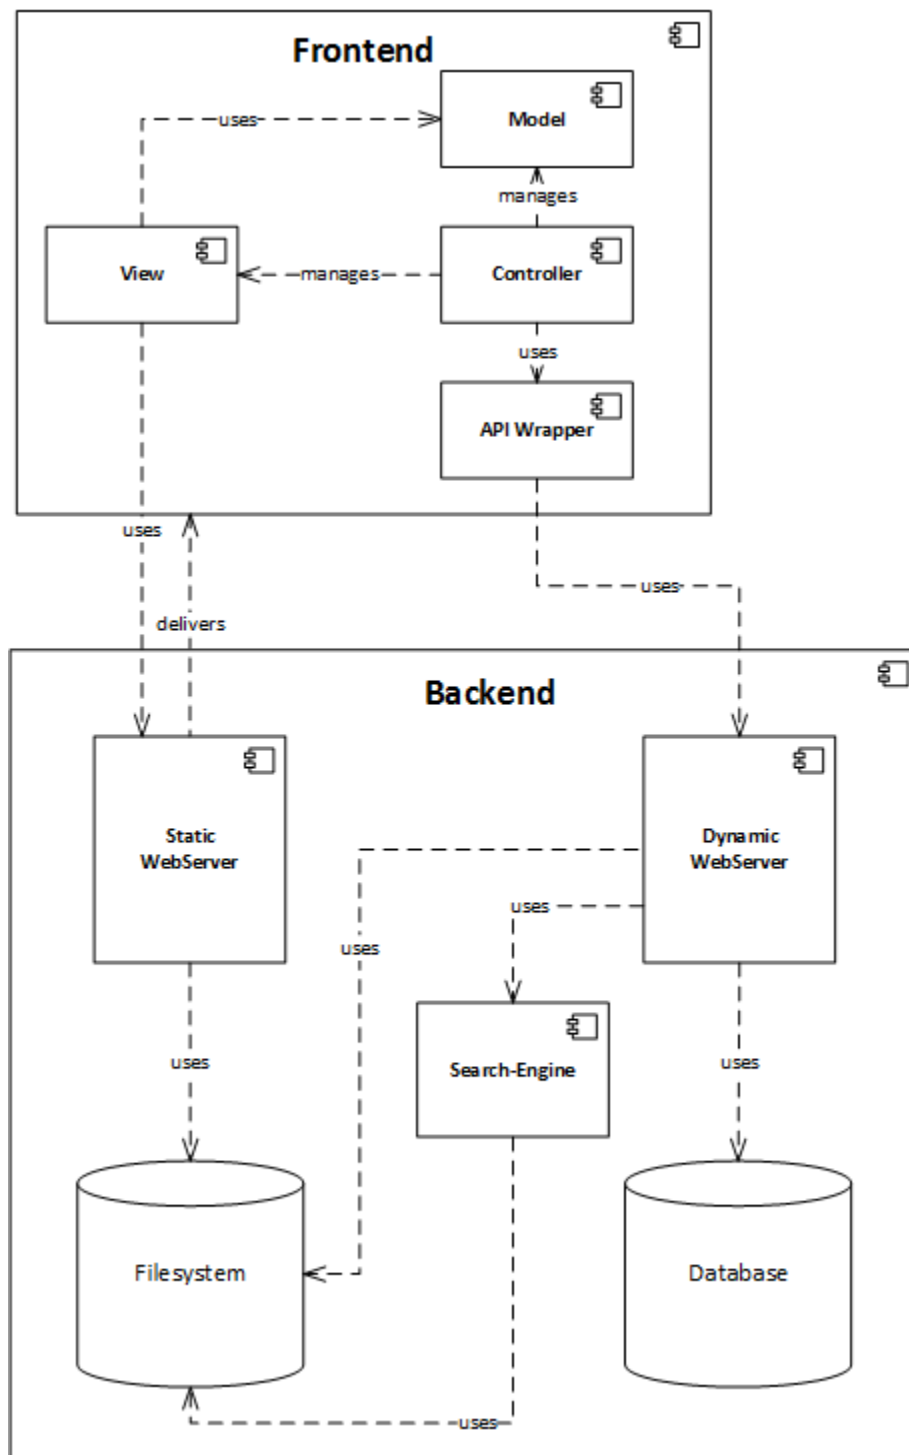 Frontend
Model
uses
manages
View
manages
Controller
uses
API Wrapper
uses
uses
delivers
Backend
Static
WebServer
Dynamic
WebServer
uses
uses
uses
Search-Engine
uses
Filesystem
Database
uses